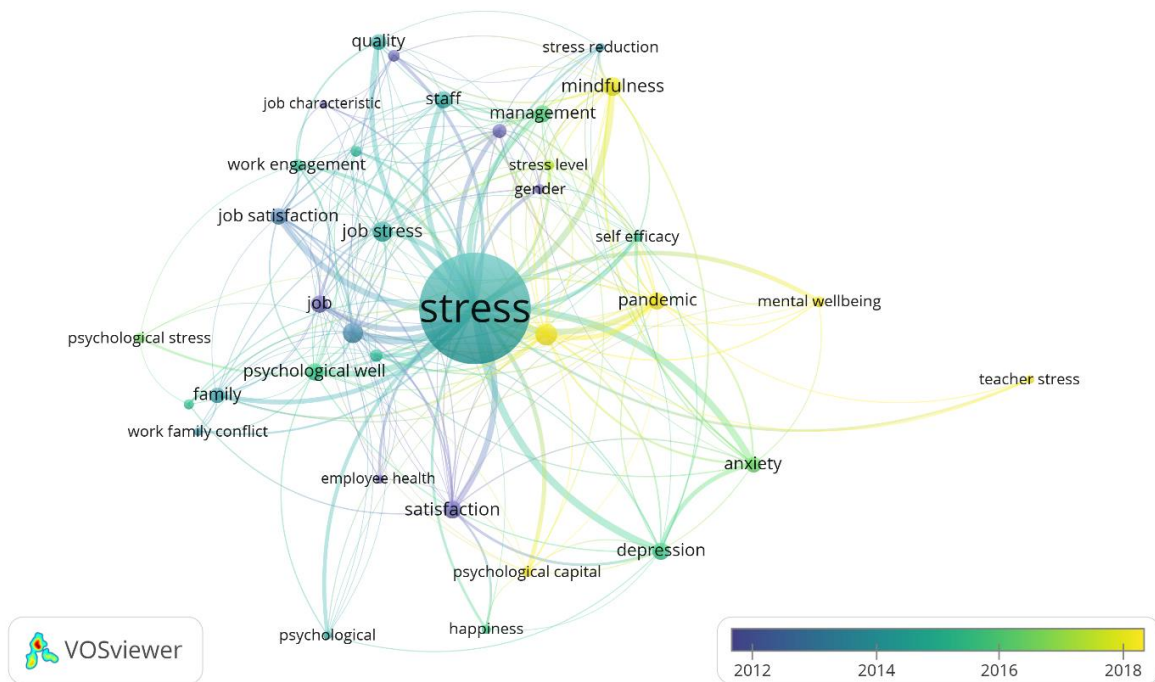 quality
stress reduction
mindfulness
job characteristic
staff
management
work engagement
stress level
gender
job satisfaction
job stress
self efficacy
stress
job
pandemic
mental wellbeing
psychological stress
psychological well
teacher stress
family
work family conflict
anxiety
employee health
satisfaction
depression
psychological capital
psychological
happiness
VOSviewer
2012
2014
2016
2018